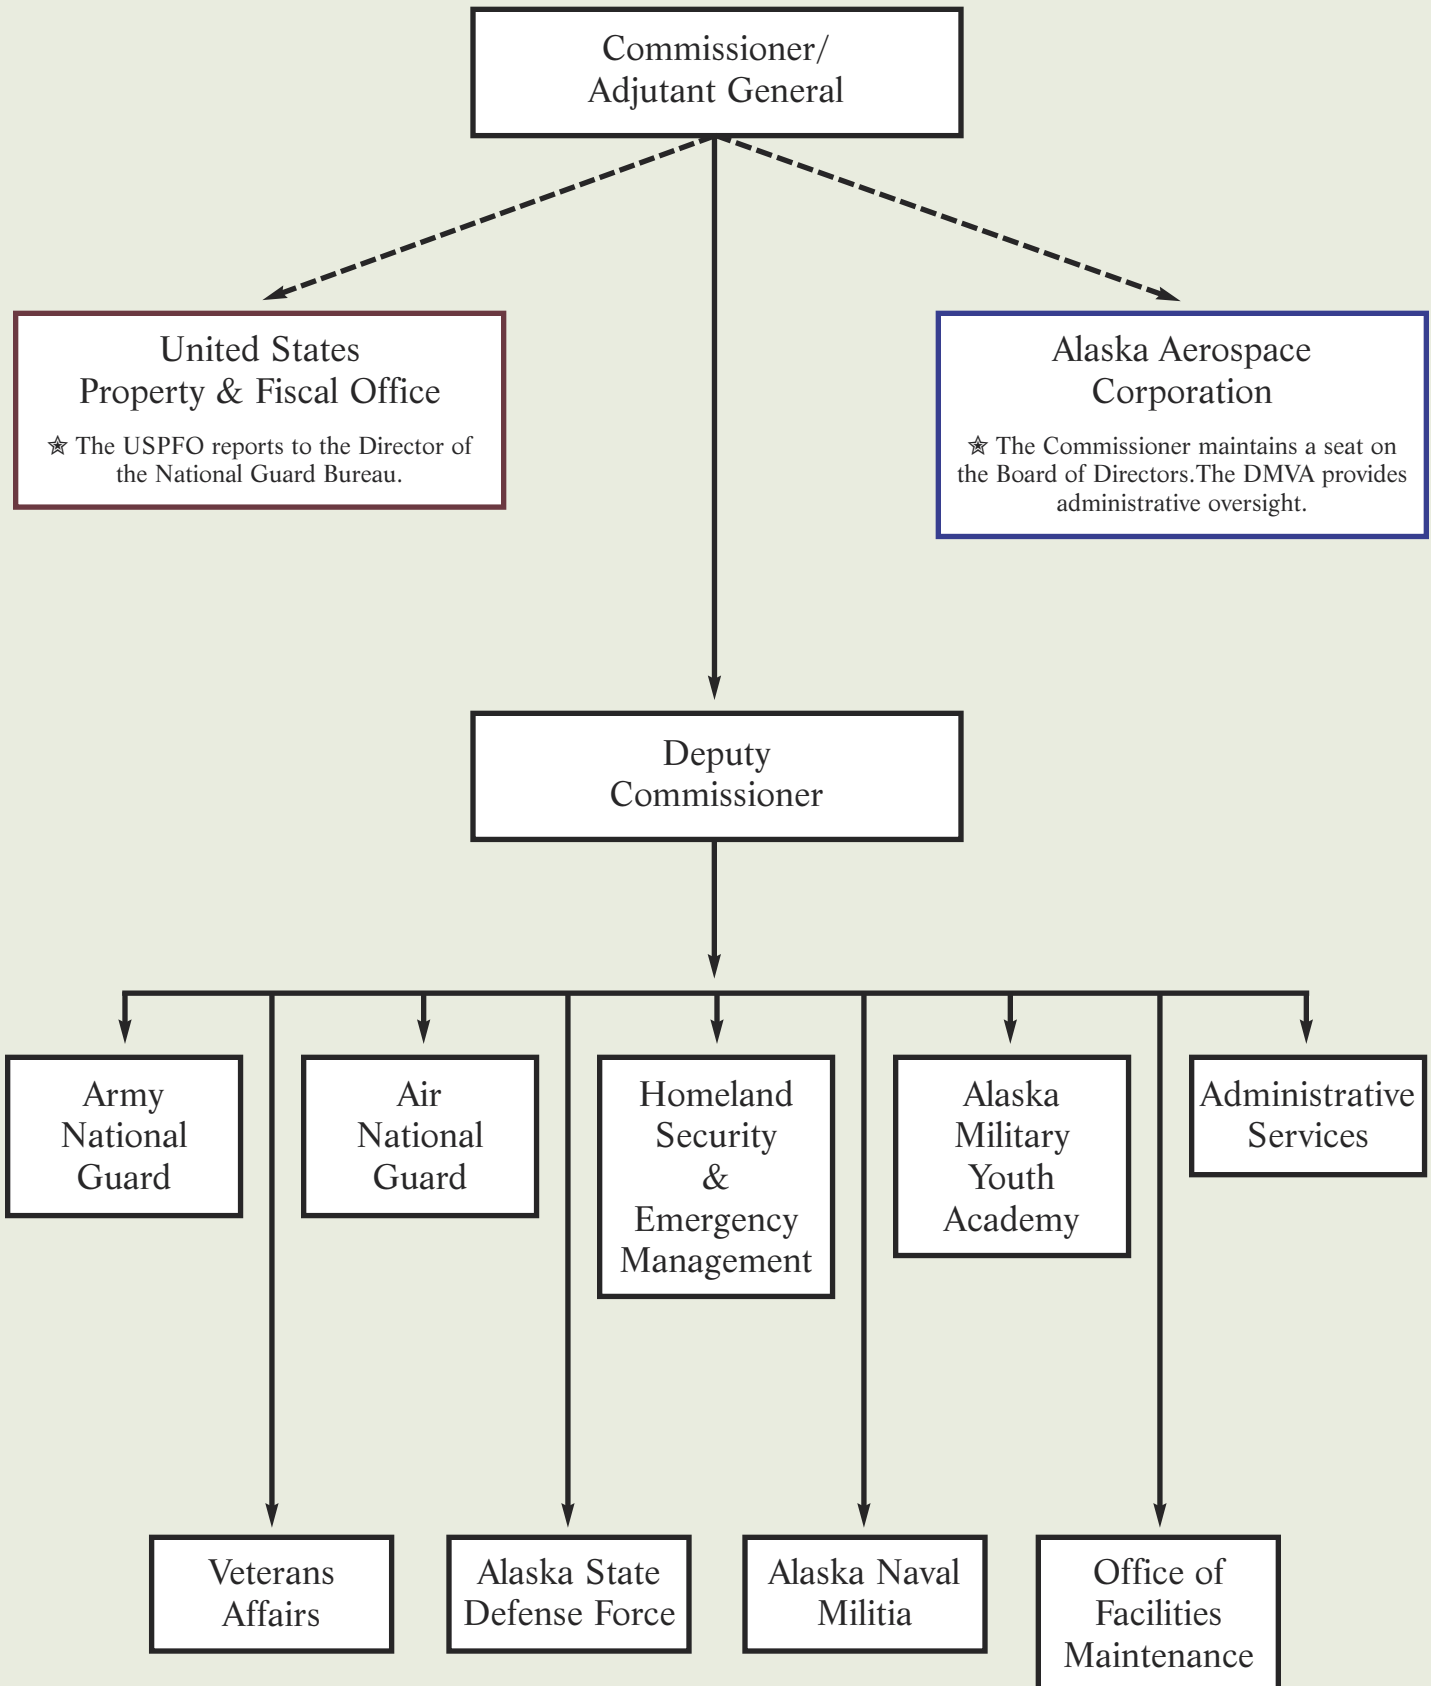 Commissioner/
Adjutant General
United States
Property & Fiscal Office
✯ The USPFO reports to the Director of
the National Guard Bureau.
Alaska Aerospace
Corporation
✯ The Commissioner maintains a seat on
the Board of Directors.The DMVA provides
administrative oversight.
Deputy
Commissioner
Army
National
Guard
Air
National
Guard
Homeland
Security
&
Emergency
Management
Alaska
Military
Youth
Academy
Administrative
Services
Veterans
Affairs
Alaska State
Defense Force
Alaska Naval
Militia
Office of
Facilities
Maintenance